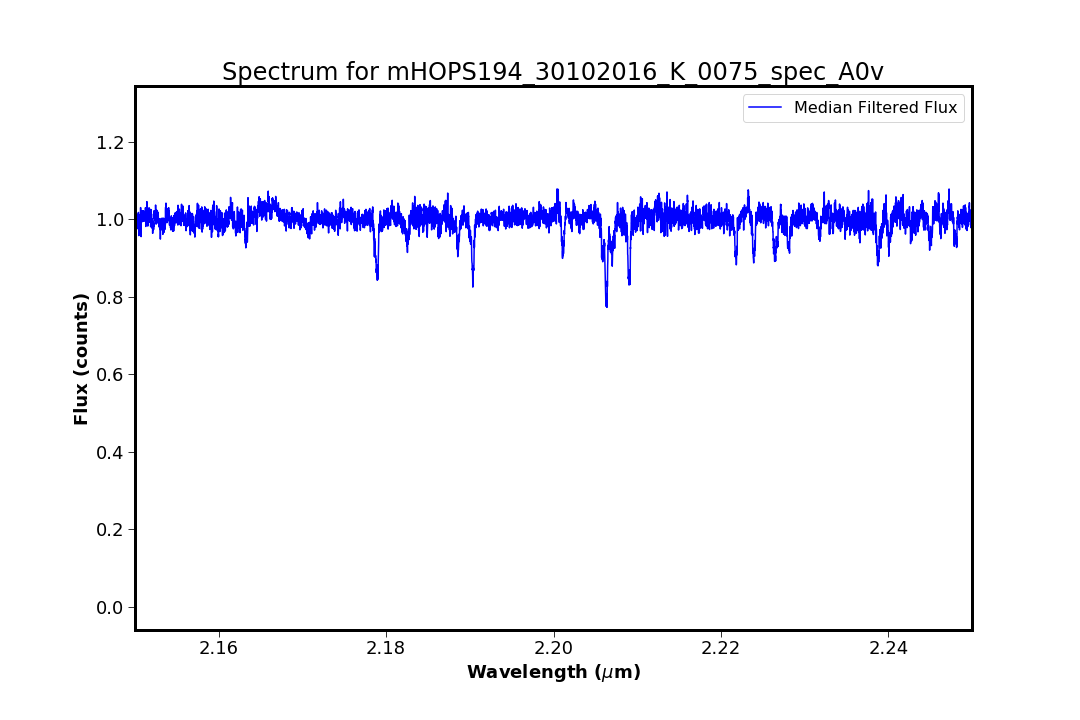 Spectrum for mHOPS194_30102016_K_0075_spec_A0v
Median Filtered Flux
1.2
1.0
0.8
0.6
0.4
0.2
0.0
Flux (counts)
2.16 2.18 2.20 2.22 2.24
Wavelength (μm)